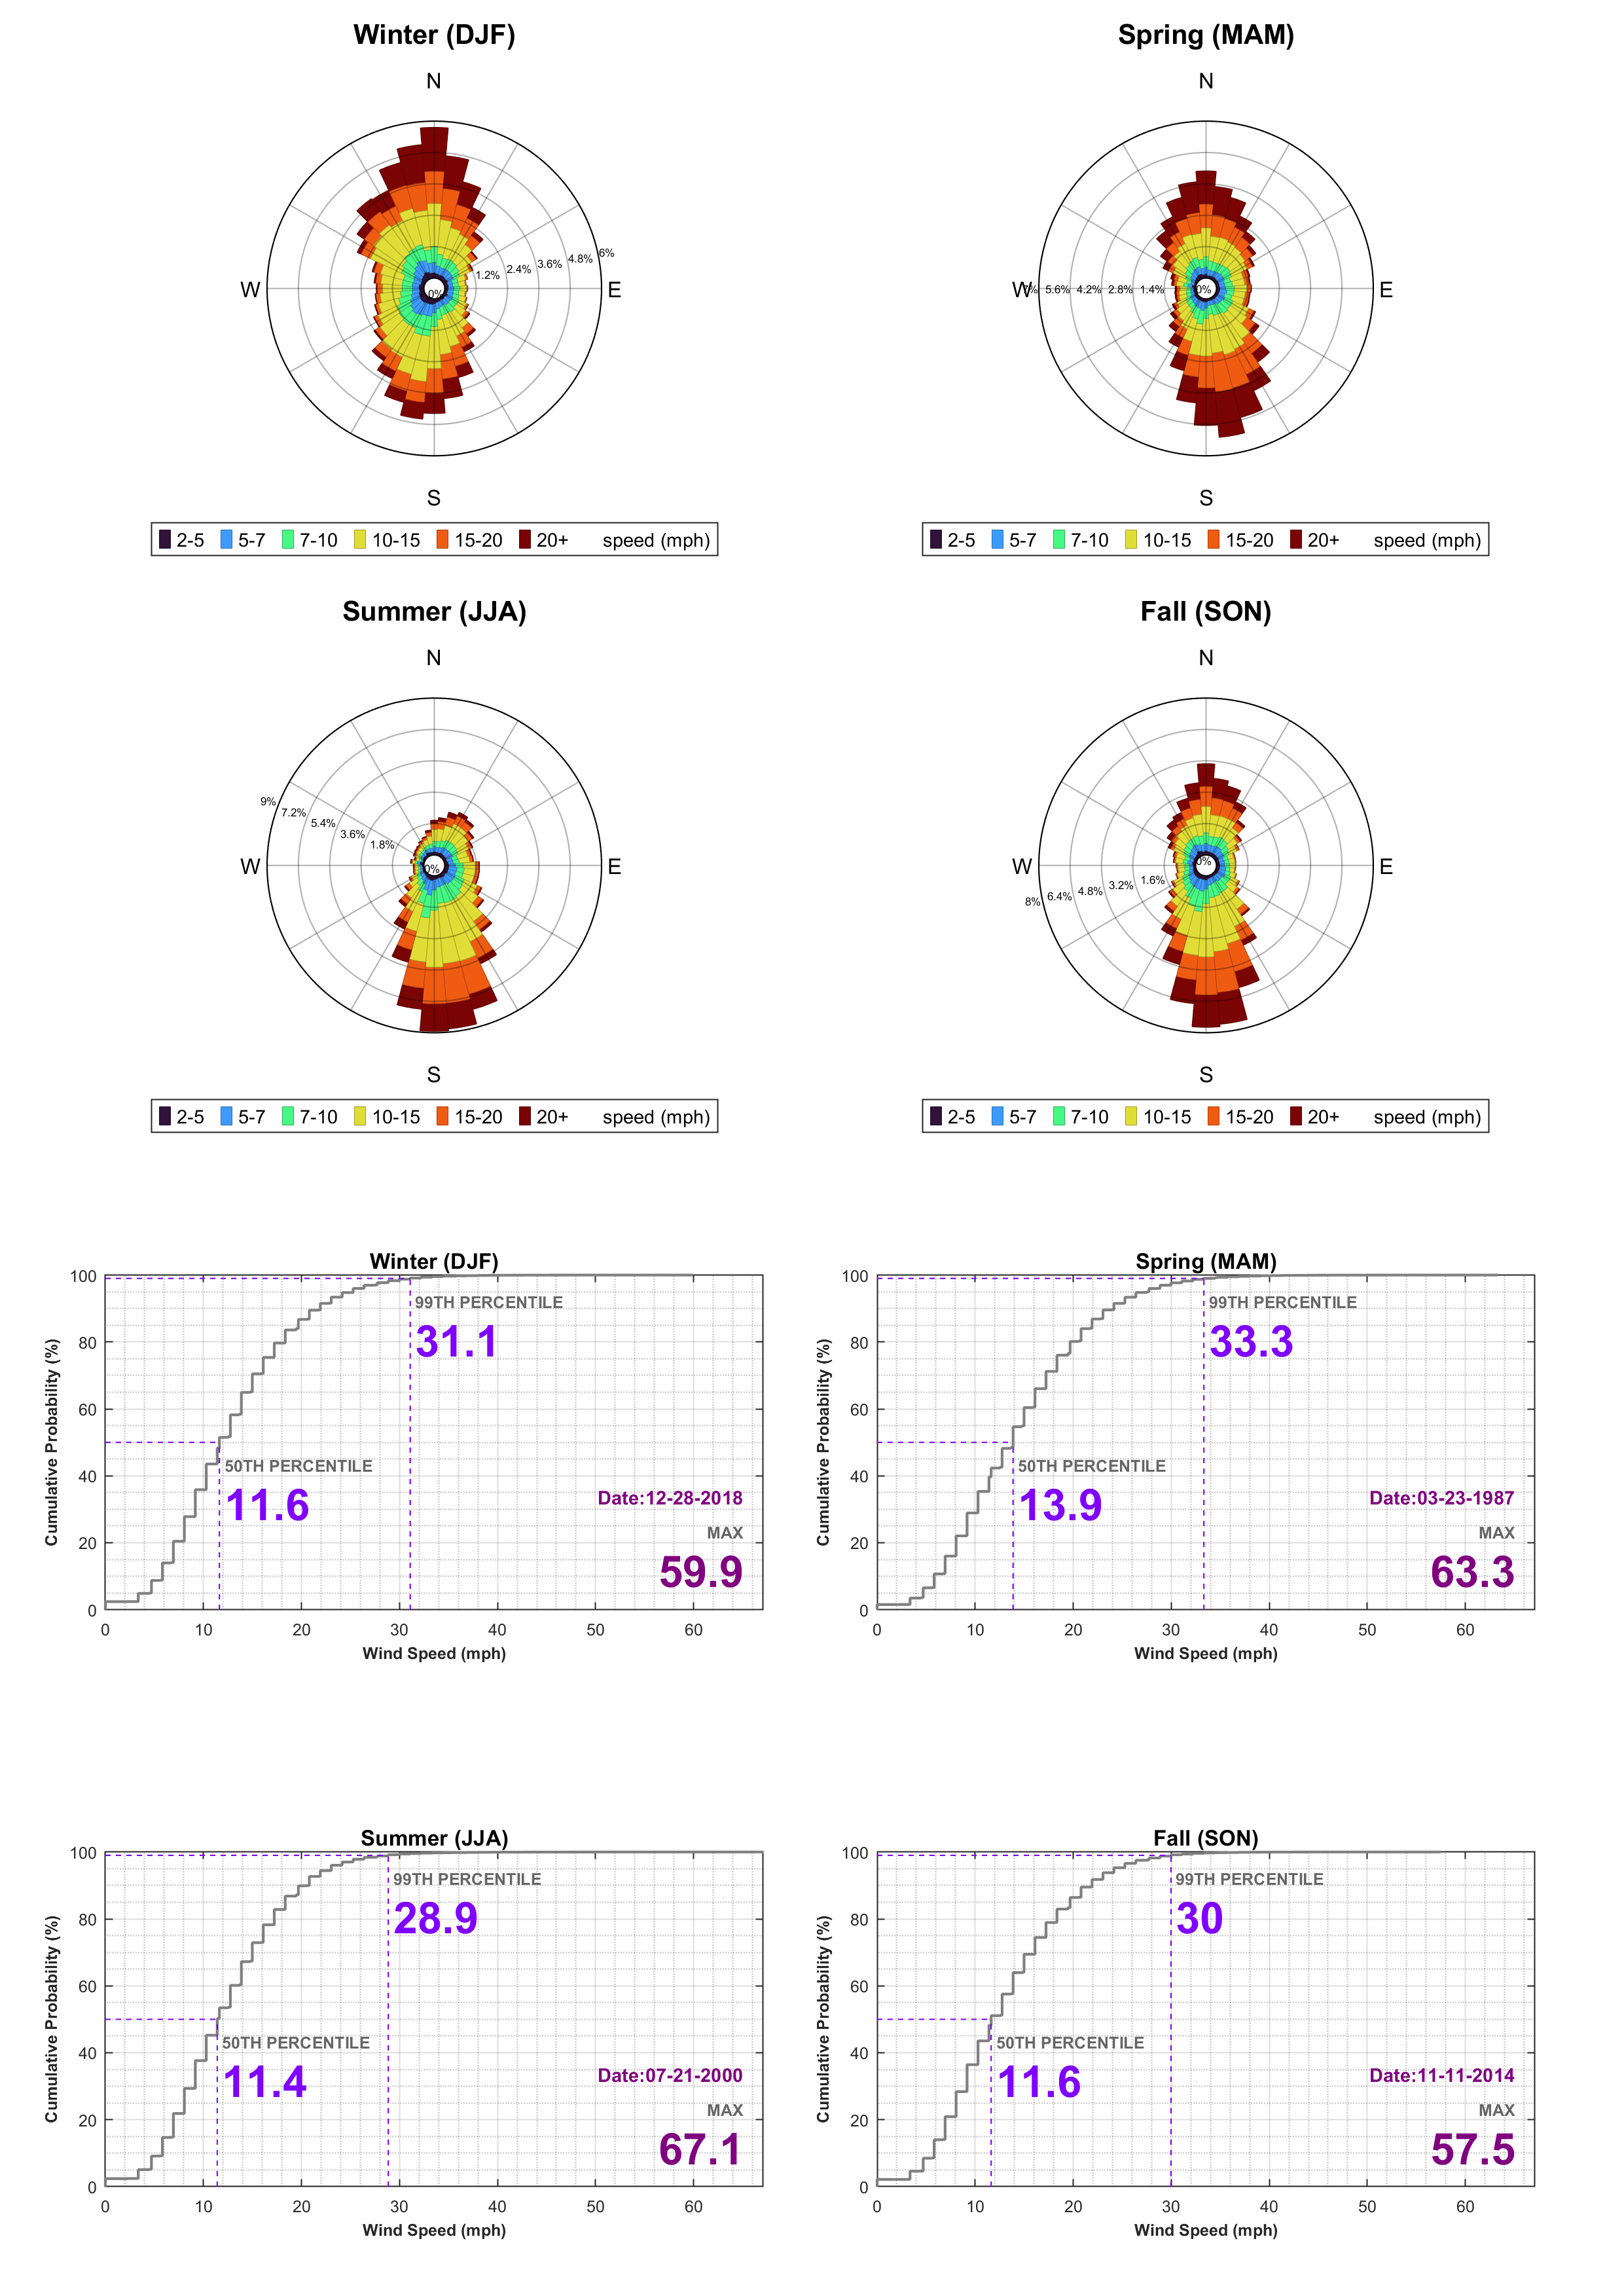 Winter (DJF)
N
W
E
S
0%
1.2%
2.4%
3.6%
4.8%
6%
2-5 5-7 7-10 10-15 15-20 20+ speed (mph)
Spring (MAM)
N
W
E
S
7%
5.6%
4.2%
2.8%
1.4%
0%
2-5 5-7 7-10 10-15 15-20 20+ speed (mph)
Summer (JJA)
N
W
E
S
9%
7.2%
5.4%
3.6%
1.8%
0%
2-5 5-7 7-10 10-15 15-20 20+ speed (mph)
Fall (SON)
N
W
E
S
8%
6.4%
4.8%
3.2%
1.6%
0%
2-5 5-7 7-10 10-15 15-20 20+ speed (mph)
Winter (DJF)
Cumulative Probability (%)
100
80
60
40
20
0
99TH PERCENTILE
31.1
50TH PERCENTILE
11.6
Date:12-28-2018
MAX
59.9
0 10 20 30 40 50 60
Wind Speed (mph)
Spring (MAM)
Cumulative Probability (%)
100
80
60
40
20
0
99TH PERCENTILE
33.3
50TH PERCENTILE
13.9
Date:03-23-1987
MAX
63.3
0 10 20 30 40 50 60
Wind Speed (mph)
Summer (JJA)
Cumulative Probability (%)
100
80
60
40
20
0
99TH PERCENTILE
28.9
50TH PERCENTILE
11.4
Date:07-21-2000
MAX
67.1
0 10 20 30 40 50 60
Wind Speed (mph)
Fall (SON)
Cumulative Probability (%)
100
80
60
40
20
0
99TH PERCENTILE
30
50TH PERCENTILE
11.6
Date:11-11-2014
MAX
57.5
0 10 20 30 40 50 60
Wind Speed (mph)